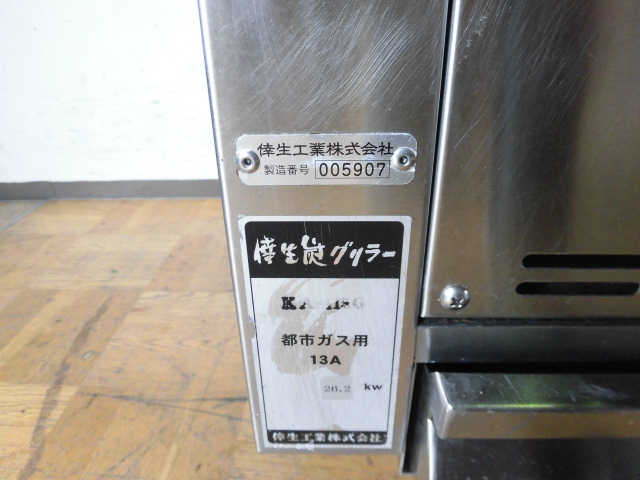 倖生工業株式会社
製造番号 005907
倖生炭グリラー
都市ガス用
13A
26.2 kw
倖生工業株式会社